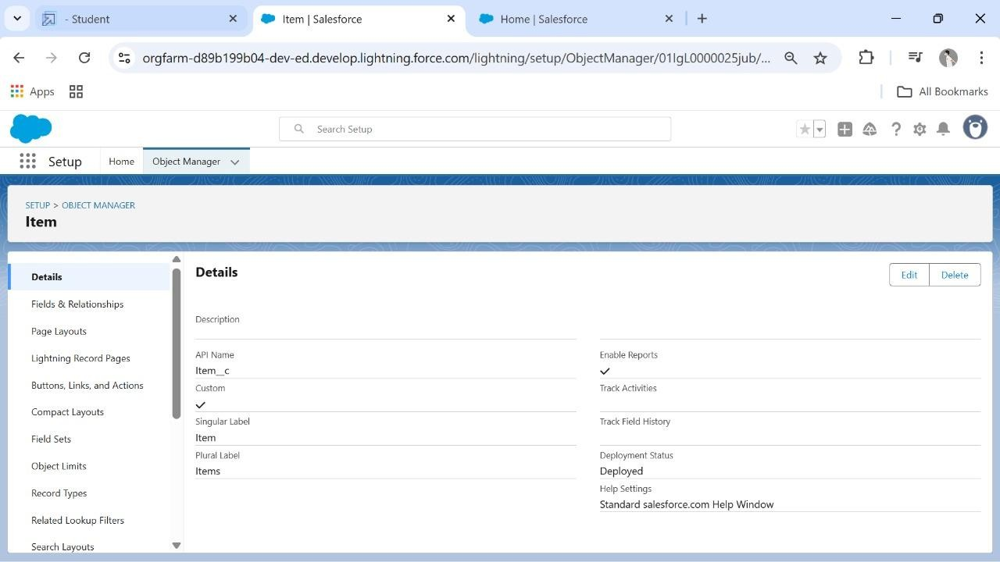 - Student
Item | Salesforce
Home | Salesforce
orgfarm-d89b199b04-dev-ed.develop.lightning.force.com/lightning/setup/ObjectManager/01IgL0000025jub/...
Apps
All Bookmarks
Search Setup
Setup
Home
Object Manager
SETUP > OBJECT MANAGER
Item
Details
Fields & Relationships
Page Layouts
Lightning Record Pages
Buttons, Links, and Actions
Compact Layouts
Field Sets
Object Limits
Record Types
Related Lookup Filters
Search Layouts
Details
Edit
Delete
Description
API Name
Item__c
Custom
Singular Label
Item
Plural Label
Items
Enable Reports
Track Activities
Track Field History
Deployment Status
Deployed
Help Settings
Standard salesforce.com Help Window